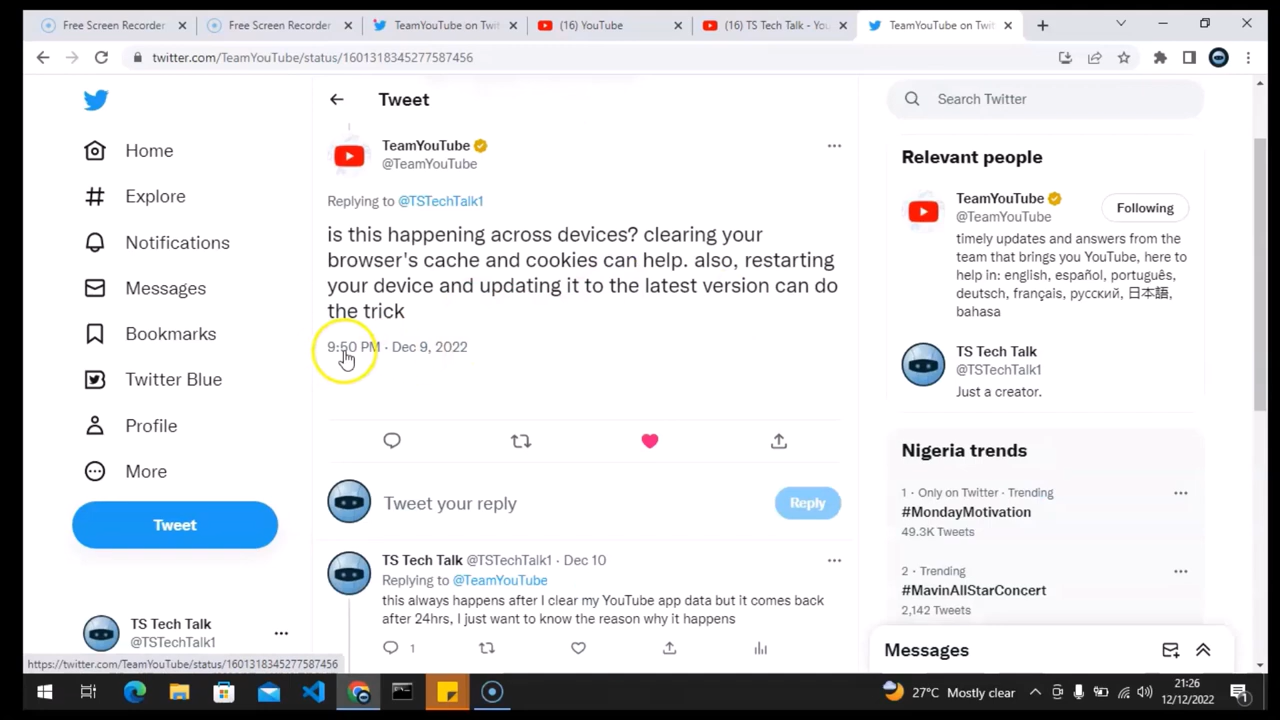 Free Screen Recorder
Free Screen Recorder
TeamYouTube on Twit
(16) YouTube
(16) TS Tech Talk - You
TeamYouTube on Twit
twitter.com/TeamYouTube/status/1601318345277587456
Home
Explore
Notifications
Messages
Bookmarks
Twitter Blue
Profile
More
Tweet
TS Tech Talk
@TSTechTalk1
https://twitter.com/TeamYouTube/status/1601318345277587456
Tweet
TeamYouTube
@TeamYouTube
Replying to @TSTechTalk1
is this happening across devices? clearing your
browser's cache and cookies can help. also, restarting
your device and updating it to the latest version can do
the trick
9:50 PM · Dec 9, 2022
Tweet your reply
Reply
TS Tech Talk @TSTechTalk1 · Dec 10
Replying to @TeamYouTube
this always happens after I clear my YouTube app data but it comes back
after 24hrs, I just want to know the reason why it happens
1
Search Twitter
Relevant people
TeamYouTube
@TeamYouTube
Following
timely updates and answers from the
team that brings you YouTube, here to
help in: english, español, português,
deutsch, français, русский, 日本語,
bahasa
TS Tech Talk
@TSTechTalk1
Just a creator.
Nigeria trends
1 · Only on Twitter · Trending
#MondayMotivation
49.3K Tweets
2 · Trending
#MavinAllStarConcert
2,142 Tweets
Messages
27°C Mostly clear
21:26
12/12/2022
1